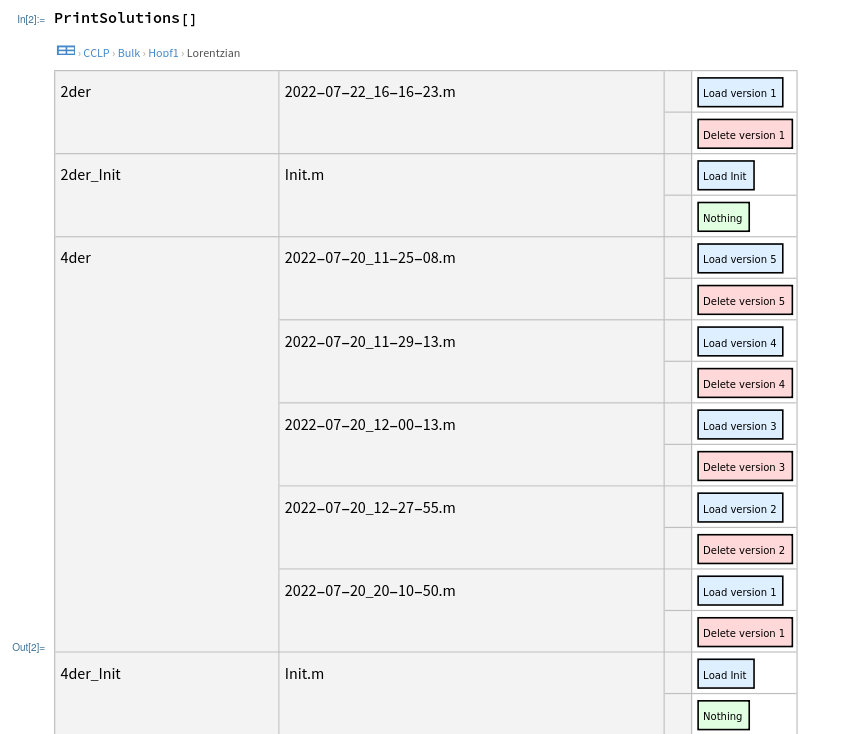 In[2]:= PrintSolutions[]
› CCLP › Bulk › Hopf1 › Lorentzian
2der 2022-07-22_16-16-23.m Load version 1
Delete version 1
2der_Init Init.m Load Init
Nothing
4der 2022-07-20_11-25-08.m Load version 5
Delete version 5
2022-07-20_11-29-13.m Load version 4
Delete version 4
2022-07-20_12-00-13.m Load version 3
Delete version 3
2022-07-20_12-27-55.m Load version 2
Delete version 2
2022-07-20_20-10-50.m Load version 1
Delete version 1
Out[2]=
4der_Init Init.m Load Init
Nothing